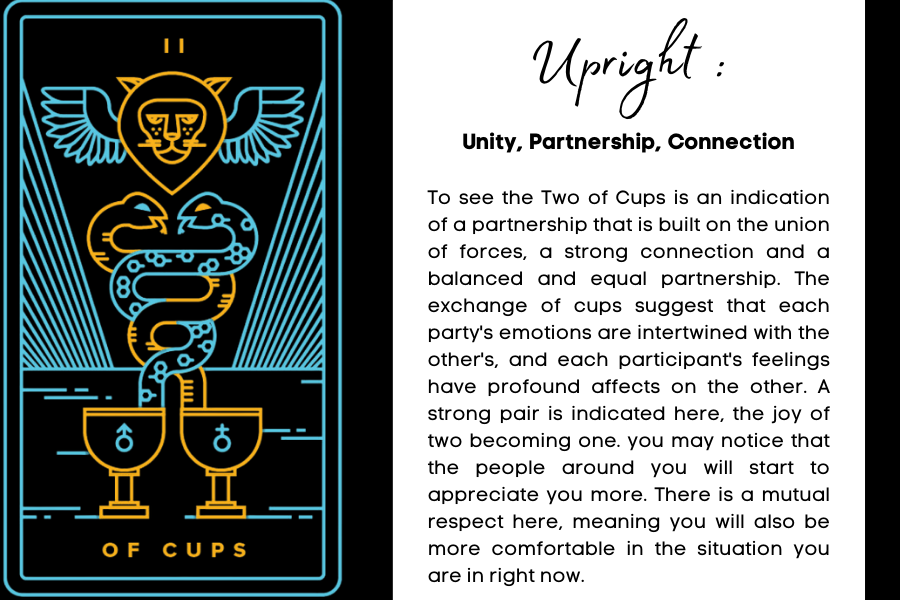 II
OF CUPS
Upright :
Unity, Partnership, Connection
To see the Two of Cups is an indication
of a partnership that is built on the union
of forces, a strong connection and a
balanced and equal partnership. The
exchange of cups suggest that each
party's emotions are intertwined with the
other's, and each participant's feelings
have profound affects on the other. A
strong pair is indicated here, the joy of
two becoming one. you may notice that
the people around you will start to
appreciate you more. There is a mutual
respect here, meaning you will also be
more comfortable in the situation you
are in right now.